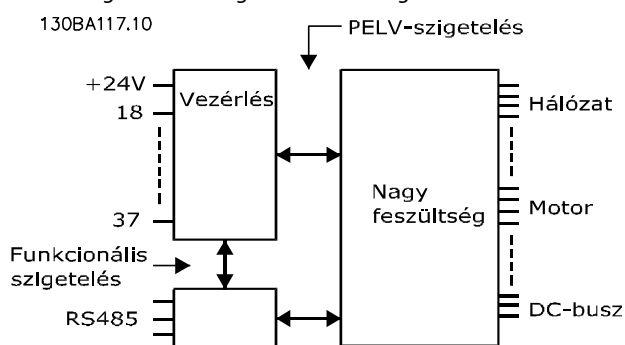 130BA117.10
PELV-szigetelés
+24V
Vezérlés
18
Hálózat
Nagy
feszültség
Motor
37
Funkcionális
szigetelés
RS485
DC-busz